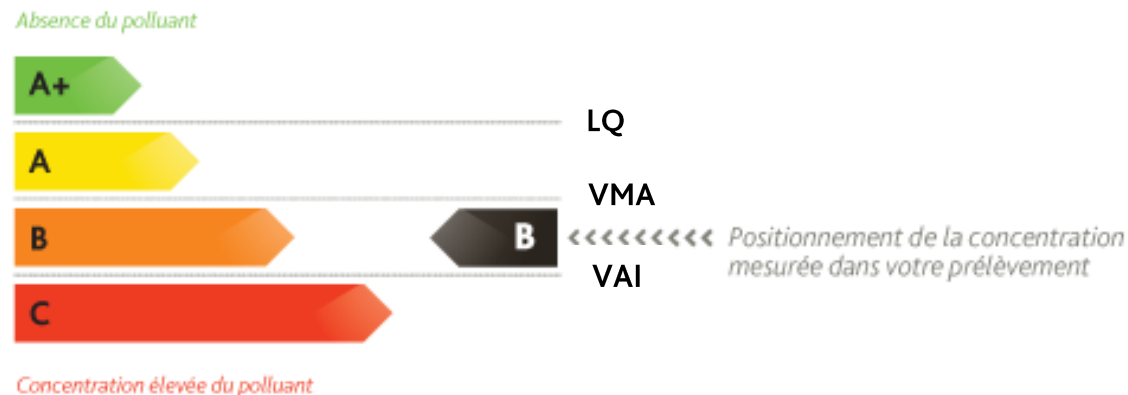 Absence du polluant
A+
LQ
A
VMA
B
B
Positionnement de la concentration
mesurée dans votre prélèvement
VAI
C
Concentration élevée du polluant